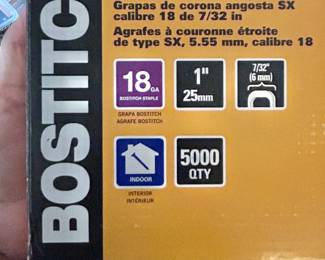 Grapas de corona angosta SX
calibre 18 de 7/32 in
Agrafes à couronne étroite
de type SX, 5.55 mm, calibre 18
BOSTITC
18 GA
BOSTITCH STAPLE
GRAPA BOSTITCH
AGRAFE BOSTITCH
1"
25mm
7/32"
(6 mm)
INDOOR
INTERIOR
INTÉRIEUR
5000
QTY